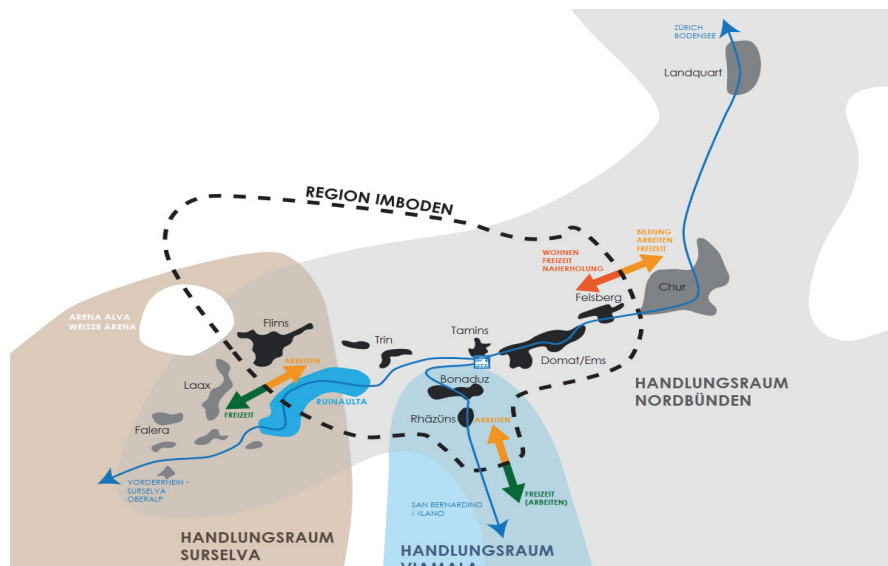 ZÜRICH
BODENSEE
Landquart
REGION IMBODEN
BILDUNG
ARBEITEN
FREIZEIT
WOHNEN
FREIZEIT
NAHERHOLUNG
Chur
Felsberg
ARENA ALVA
WEISSE ARENA
Flims
Trin
Tamins
Domat/Ems
ARBEITEN
Laax
Bonaduz
HANDLUNGSRAUM
NORDBÜNDEN
FREIZEIT
RUINAULTA
Rhäzüns
ARBEITEN
Falera
VORDERRHEIN -
SURSELVA
OBERALP
FREIZEIT
(ARBEITEN)
SAN BERNARDINO
MILANO
HANDLUNGSRAUM
SURSELVA
HANDLUNGSRAUM
VIAMALA